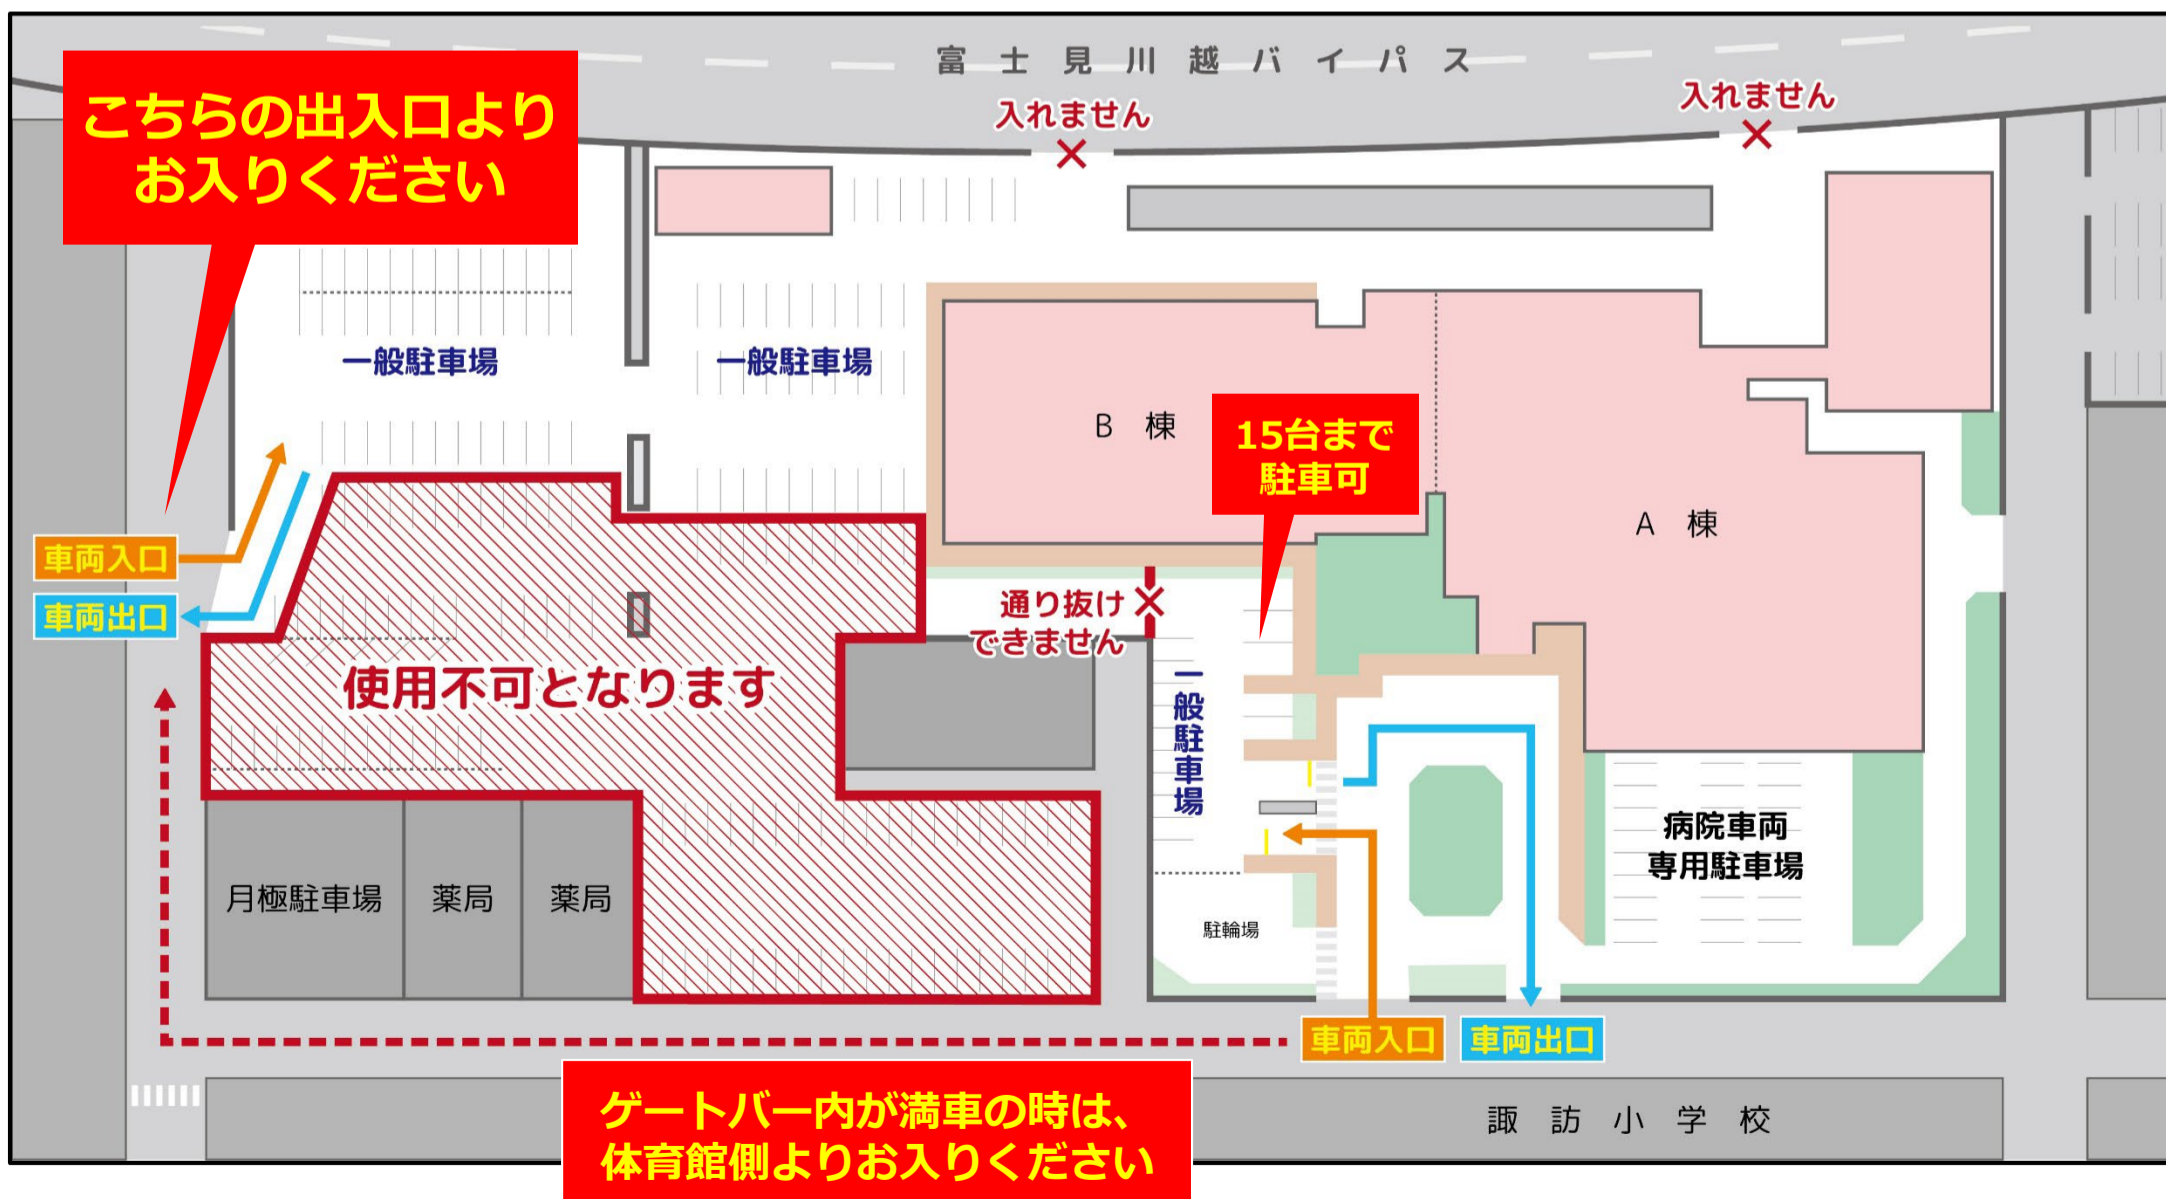 富士見川越バイパス
こちらの出入口より
お入りください
入れません
入れません
一般駐車場
一般駐車場
B 棟
15台まで
駐車可
A 棟
車両入口
車両出口
通り抜け
できません
使用不可となります
一般駐車場
病院車両
専用駐車場
月極駐車場
薬局
薬局
駐輪場
車両入口
車両出口
ゲートバー内が満車の時は、
体育館側よりお入りください
諏訪小学校